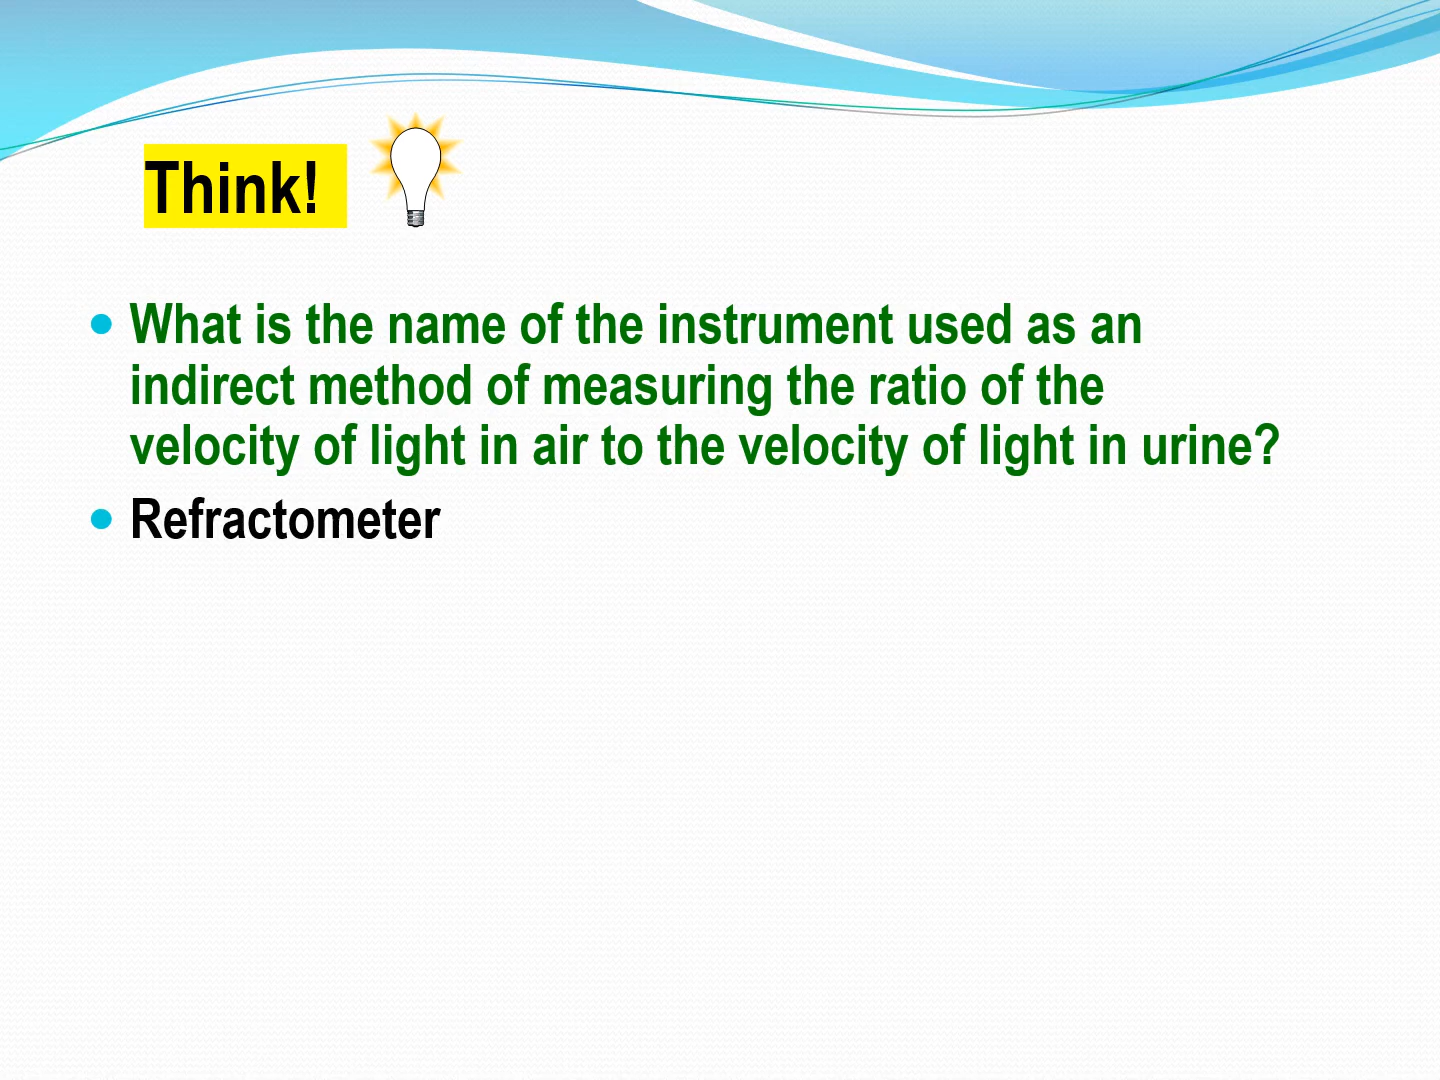 Think!
• What is the name of the instrument used as an
indirect method of measuring the ratio of the
velocity of light in air to the velocity of light in urine?
• Refractometer